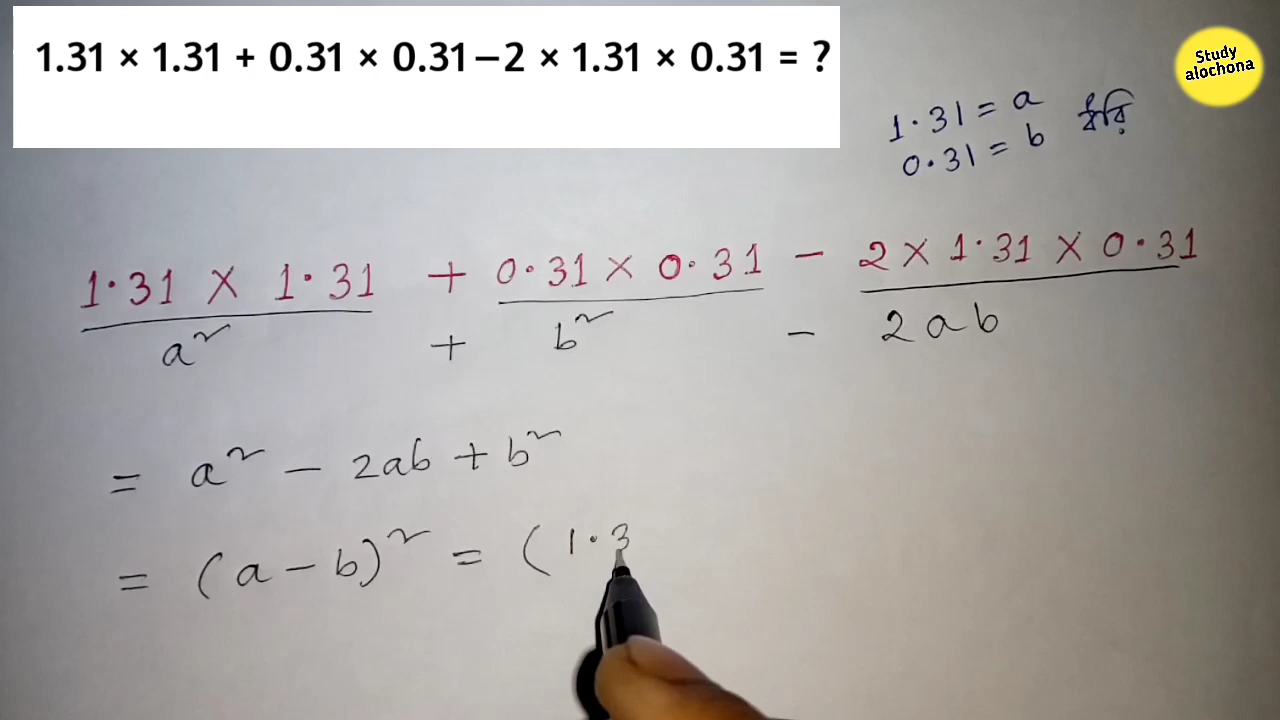 1.31 × 1.31 + 0.31 × 0.31 – 2 × 1.31 × 0.31 = ?
Study
alochona
1.31 = a ধরি
0.31 = b
1.31 × 1.31 + 0.31 × 0.31 - 2 × 1.31 × 0.31
a² + b² - 2ab
= a² - 2ab + b²
= (a - b)² = (1.3